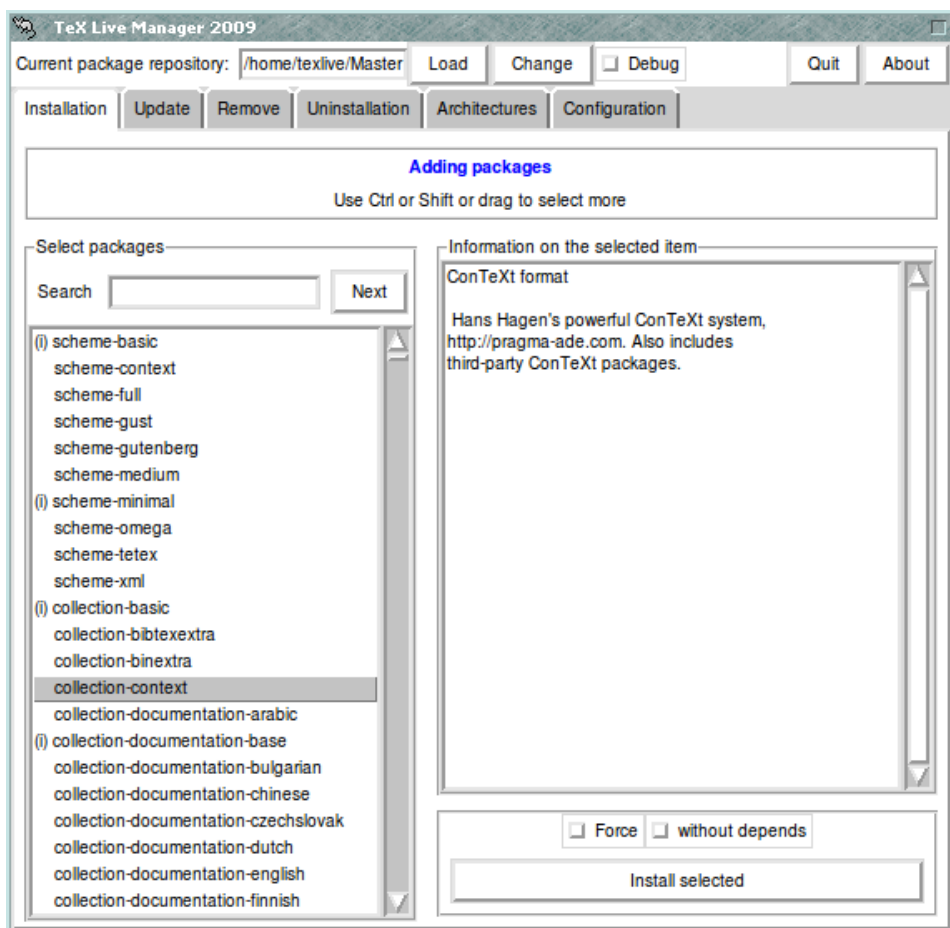 TeX Live Manager 2009
Current package repository: /home/texlive/Master Load Change Debug Quit About
Installation Update Remove Uninstallation Architectures Configuration
Adding packages
Use Ctrl or Shift or drag to select more
Select packages
Search Next
(i) scheme-basic
scheme-context
scheme-full
scheme-gust
scheme-gutenberg
scheme-medium
(i) scheme-minimal
scheme-omega
scheme-tetex
scheme-xml
(i) collection-basic
collection-bibtexextra
collection-binextra
collection-context
collection-documentation-arabic
(i) collection-documentation-base
collection-documentation-bulgarian
collection-documentation-chinese
collection-documentation-czechslovak
collection-documentation-dutch
collection-documentation-english
collection-documentation-finnish
Information on the selected item
ConTeXt format
Hans Hagen's powerful ConTeXt system,
http://pragma-ade.com. Also includes
third-party ConTeXt packages.
Force without depends
Install selected